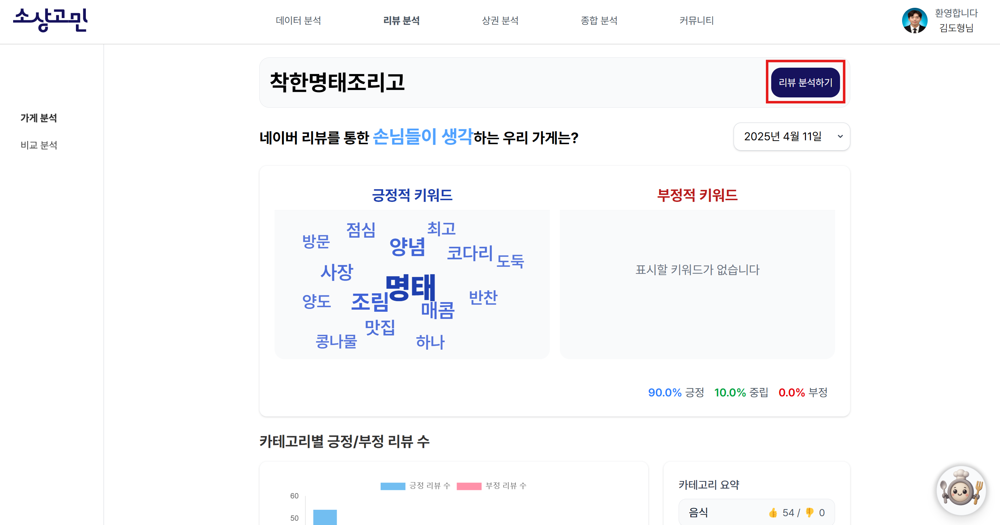 소상고민
데이터 분석
리뷰 분석
상권 분석
종합 분석
커뮤니티
환영합니다
김도형님
가게 분석
비교 분석
착한명태조리고
리뷰 분석하기
네이버 리뷰를 통한 손님들이 생각하는 우리 가게는?
2025년 4월 11일
긍정적 키워드
점심
최고
방문
양념
코다리
도둑
사장
명태
양도
조림
매콤
반찬
맛집
콩나물
하나
부정적 키워드
표시할 키워드가 없습니다
90.0% 긍정 10.0% 중립 0.0% 부정
카테고리별 긍정/부정 리뷰 수
긍정 리뷰 수 부정 리뷰 수
60
50
카테고리 요약
음식 👍 54 / 👎 0